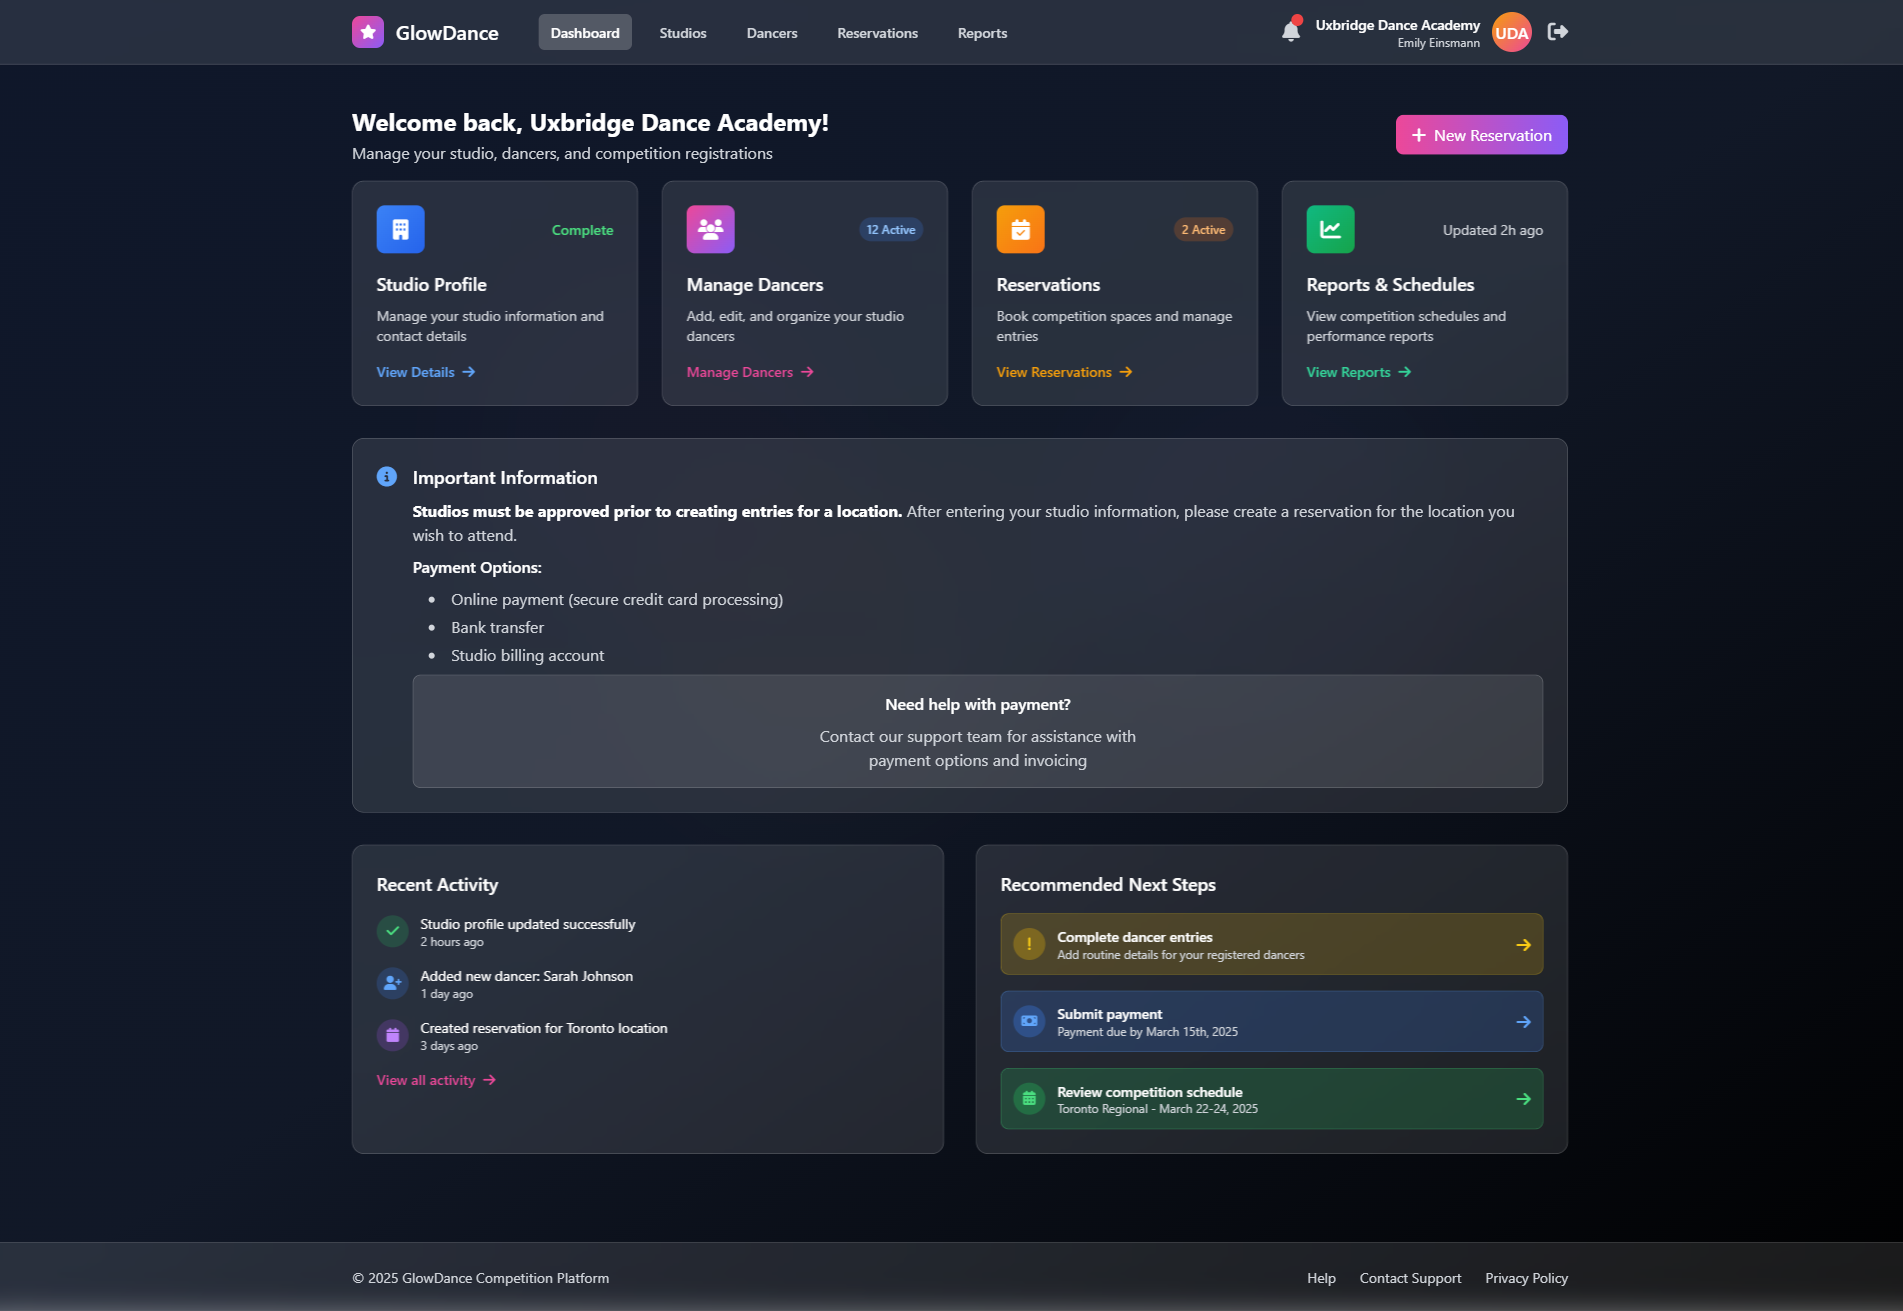 GlowDance
Dashboard
Studios
Dancers
Reservations
Reports
Uxbridge Dance Academy
Emily Einsmann
UDA
Welcome back, Uxbridge Dance Academy!
Manage your studio, dancers, and competition registrations
New Reservation
Complete
Studio Profile
Manage your studio information and
contact details
View Details
12 Active
Manage Dancers
Add, edit, and organize your studio
dancers
Manage Dancers
2 Active
Reservations
Book competition spaces and manage
entries
View Reservations
Updated 2h ago
Reports & Schedules
View competition schedules and
performance reports
View Reports
Important Information
Studios must be approved prior to creating entries for a location. After entering your studio information, please create a reservation for the location you
wish to attend.
Payment Options:
• Online payment (secure credit card processing)
• Bank transfer
• Studio billing account
Need help with payment?
Contact our support team for assistance with
payment options and invoicing
Recent Activity
Studio profile updated successfully
2 hours ago
Added new dancer: Sarah Johnson
1 day ago
Created reservation for Toronto location
3 days ago
View all activity
Recommended Next Steps
Complete dancer entries
Add routine details for your registered dancers
Submit payment
Payment due by March 15th, 2025
Review competition schedule
Toronto Regional - March 22-24, 2025
© 2025 GlowDance Competition Platform
Help
Contact Support
Privacy Policy